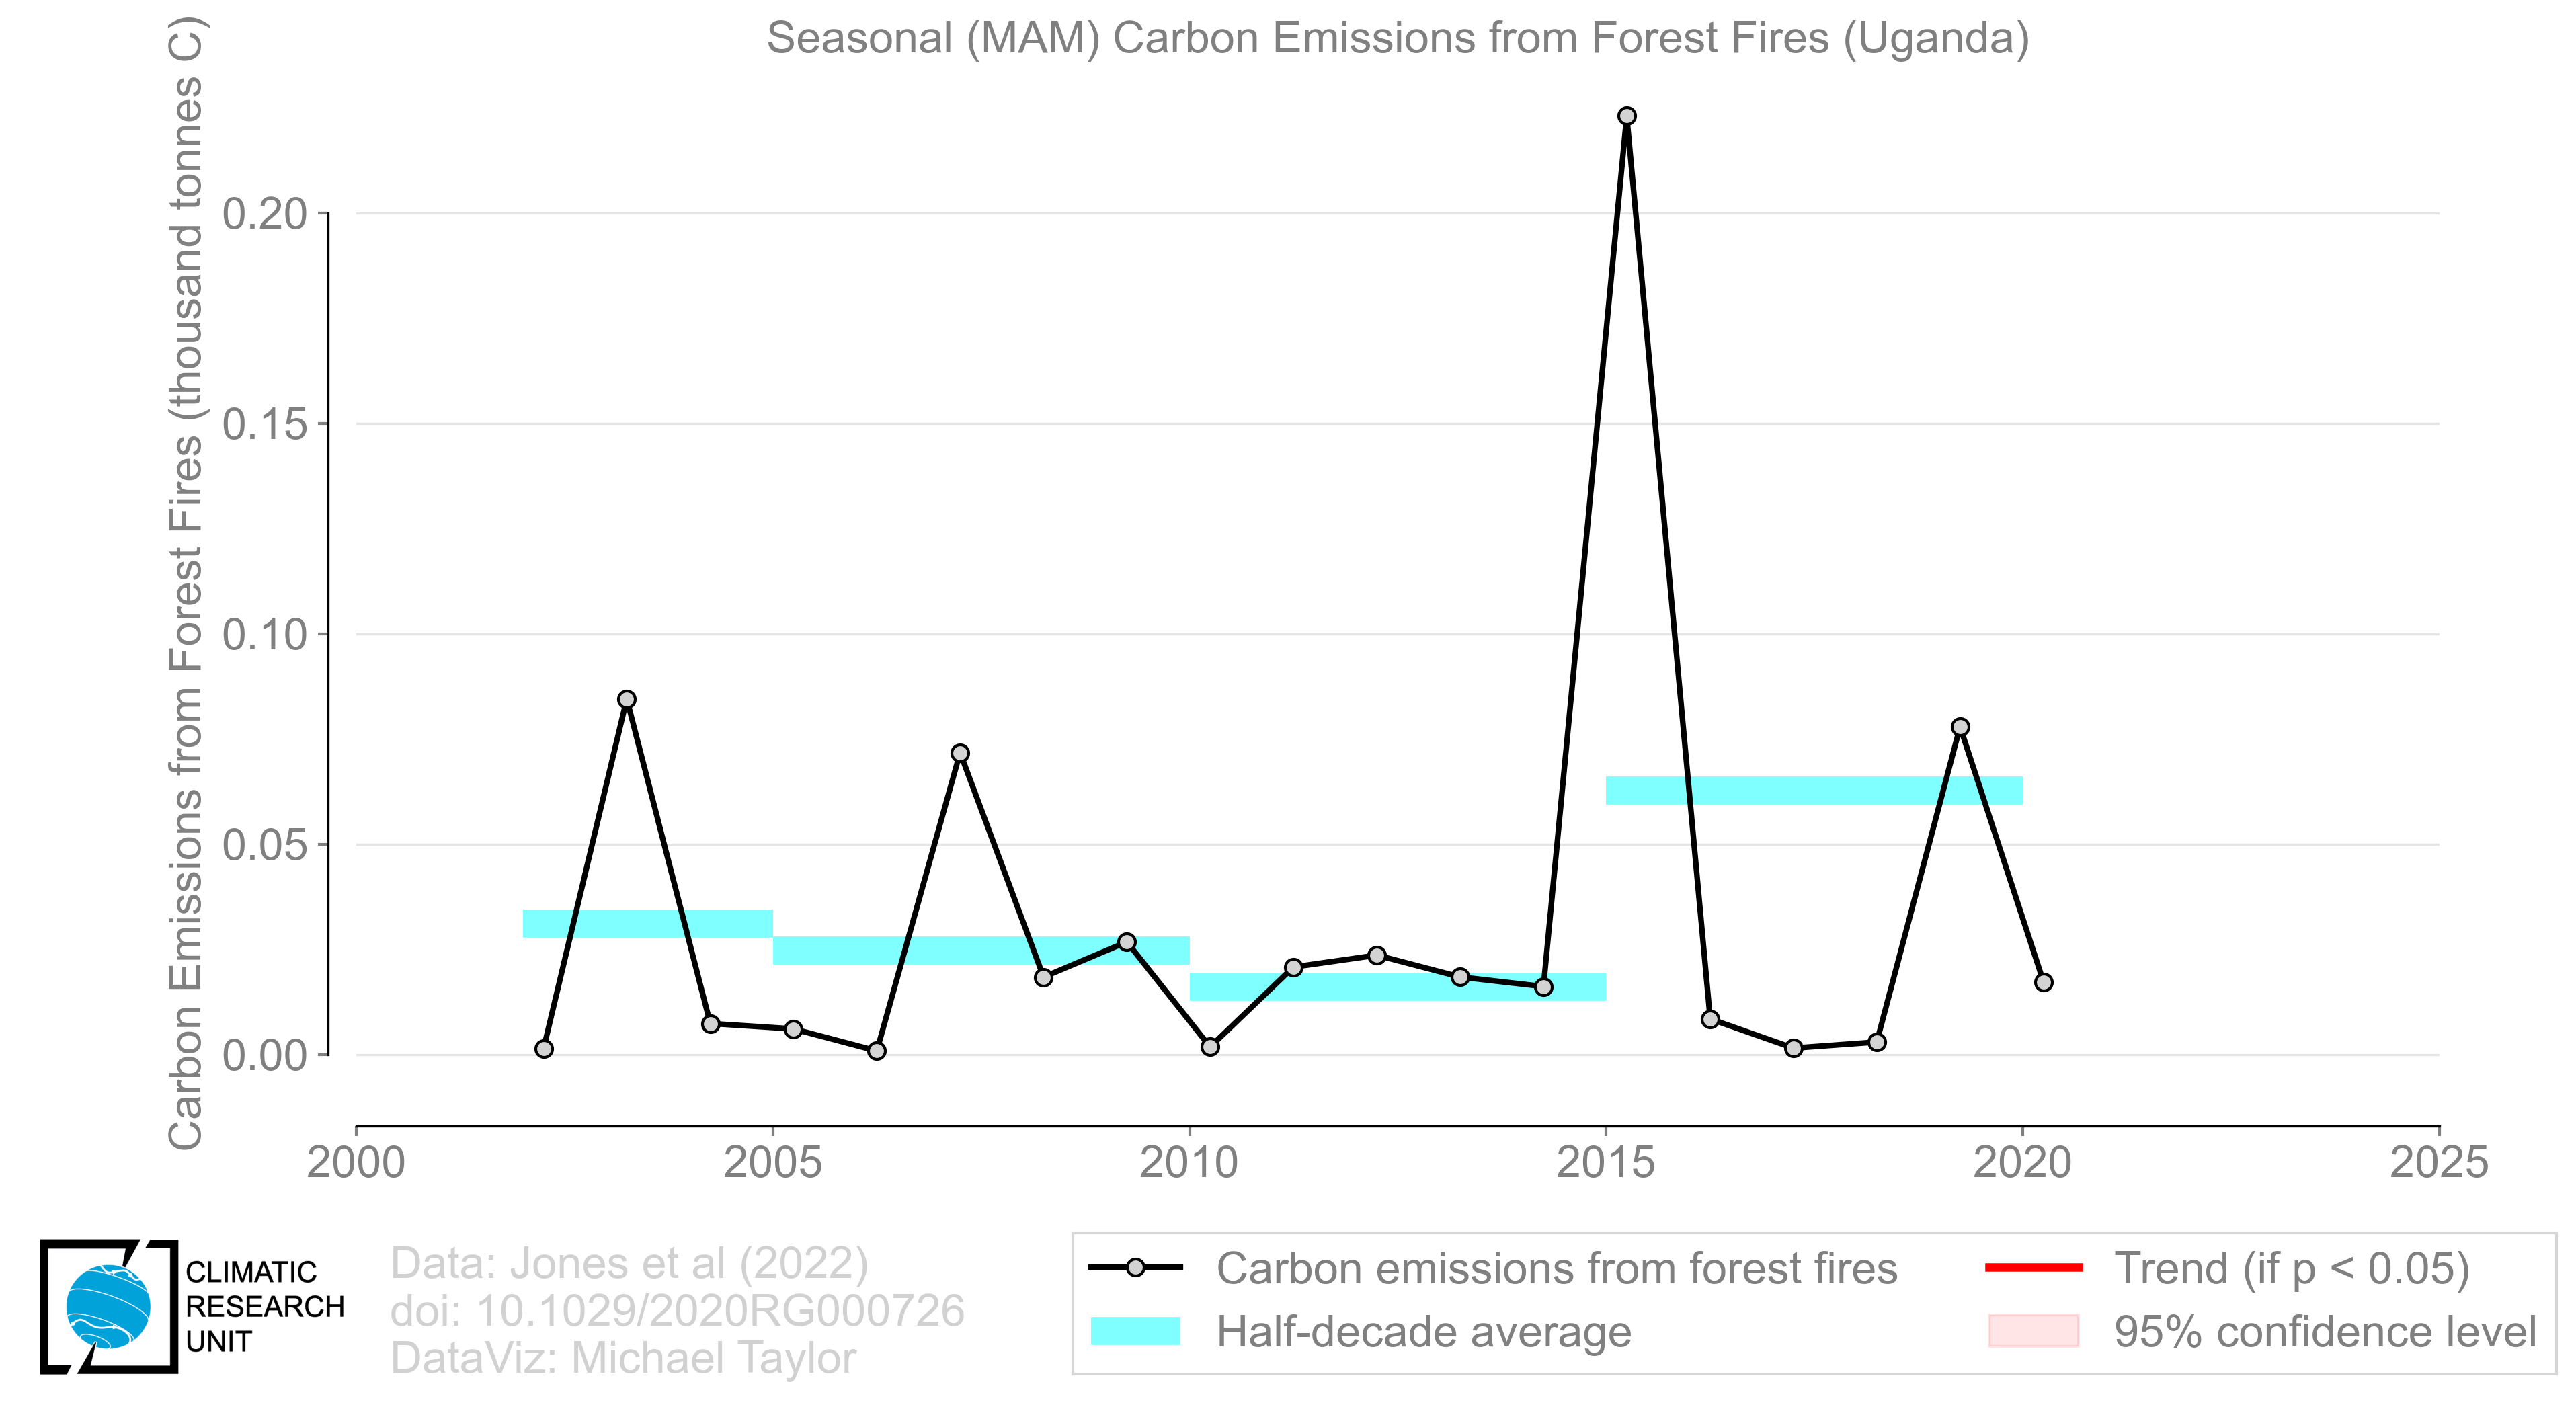 Seasonal (MAM) Carbon Emissions from Forest Fires (Uganda)
Carbon Emissions from Forest Fires (thousand tonnes C)
0.20
0.15
0.10
0.05
0.00
2000 2005 2010 2015 2020 2025
CLIMATIC
RESEARCH
UNIT
Data: Jones et al (2022)
doi: 10.1029/2020RG000726
DataViz: Michael Taylor
Carbon emissions from forest fires
Half-decade average
Trend (if p < 0.05)
95% confidence level